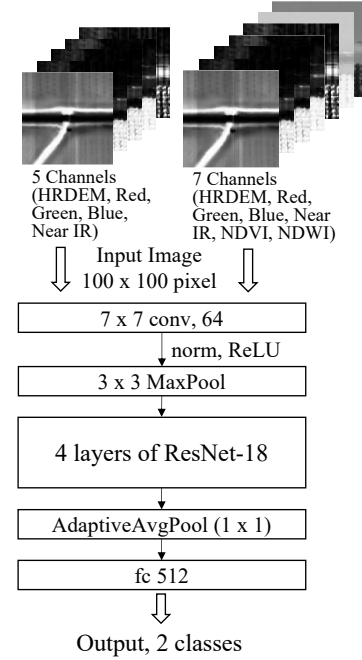 5 Channels
(HRDEM, Red,
Green, Blue,
Near IR)
7 Channels
(HRDEM, Red,
Green, Blue, Near
IR, NDVI, NDWI)
Input Image
100 x 100 pixel
7 x 7 conv, 64
norm, ReLU
3 x 3 MaxPool
4 layers of ResNet-18
AdaptiveAvgPool (1 x 1)
fc 512
Output, 2 classes